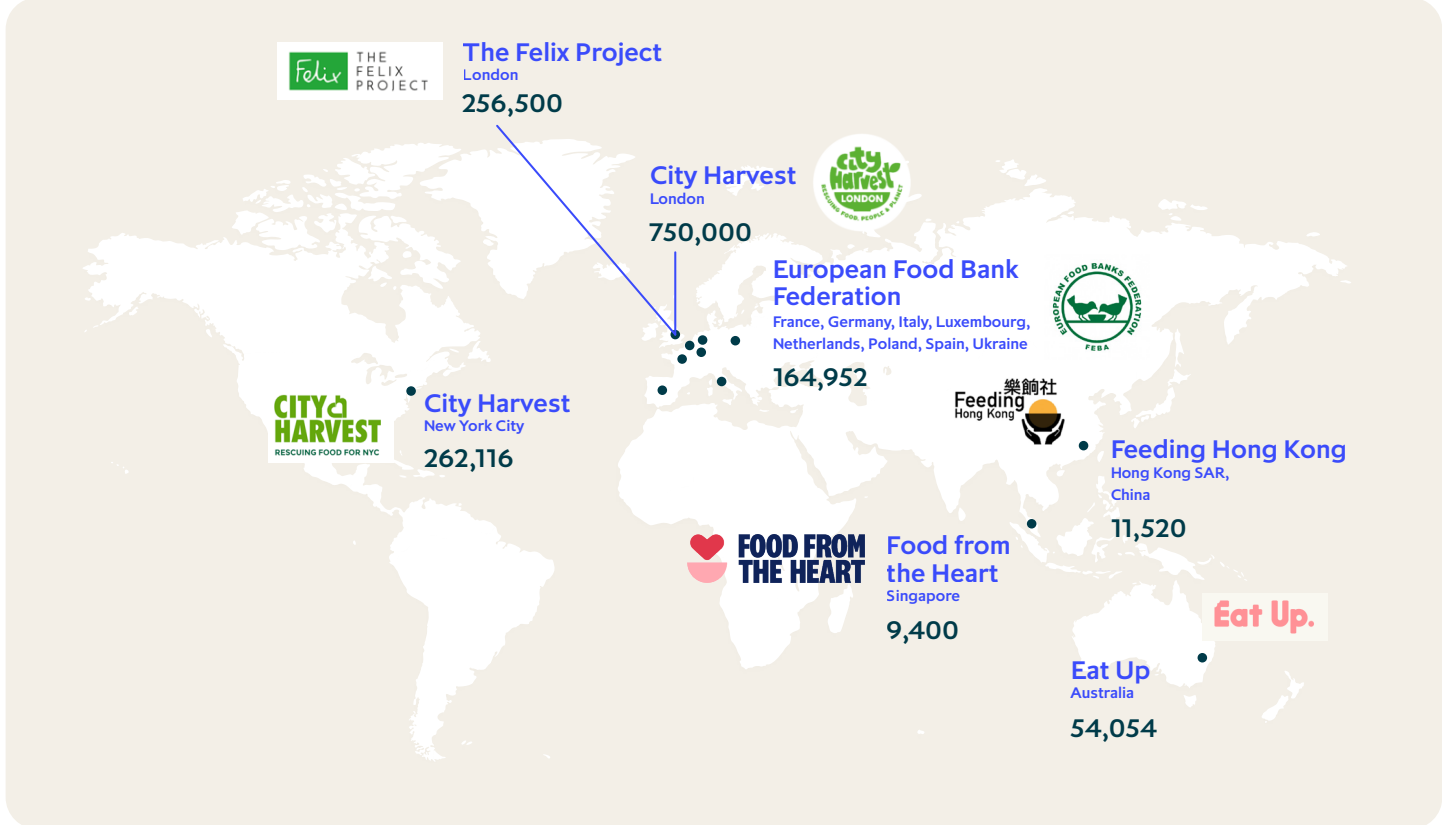 Felix
THE
FELIX
PROJECT
The Felix Project
London
256,500
City Harvest
London
750,000
city
Harvest
LONDON
RESCUING FOOD, PEOPLE & PLANET
European Food Bank
Federation
France, Germany, Italy, Luxembourg,
Netherlands, Poland, Spain, Ukraine
164,952
EUROPEAN FOOD BANKS FEDERATION
FEBA
CITY
HARVEST
RESCUING FOOD FOR NYC
City Harvest
New York City
262,116
樂餉社
Feeding
Hong Kong
Feeding Hong Kong
Hong Kong SAR,
China
11,520
FOOD FROM
THE HEART
Food from
the Heart
Singapore
9,400
Eat Up.
Eat Up
Australia
54,054